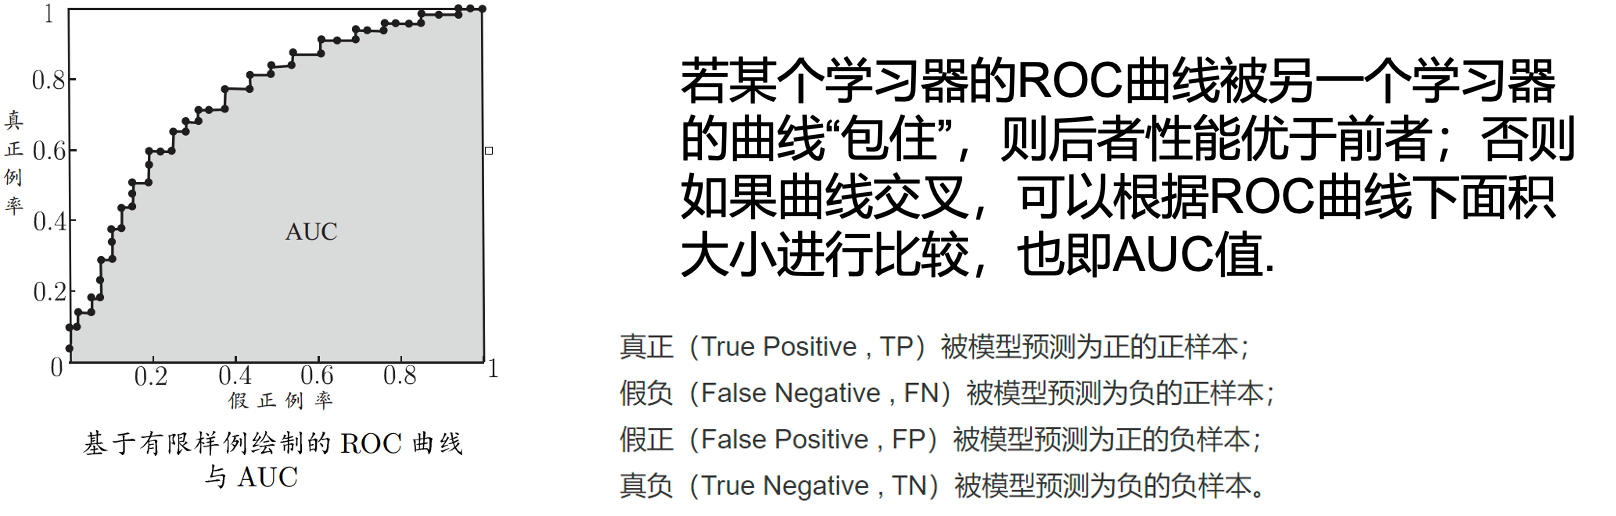 1
0.8
0.6
0.4
0.2
0
真正例率
AUC
0.2
0.4
0.6
0.8
1
假正例率
基于有限样例绘制的 ROC 曲线
与 AUC
若某个学习器的ROC曲线被另一个学习器
的曲线“包住”，则后者性能优于前者；否则
如果曲线交叉，可以根据ROC曲线下面积
大小进行比较，也即AUC值.
真正（True Positive , TP）被模型预测为正的正样本；
假负（False Negative , FN）被模型预测为负的正样本；
假正（False Positive , FP）被模型预测为正的负样本；
真负（True Negative , TN）被模型预测为负的负样本。